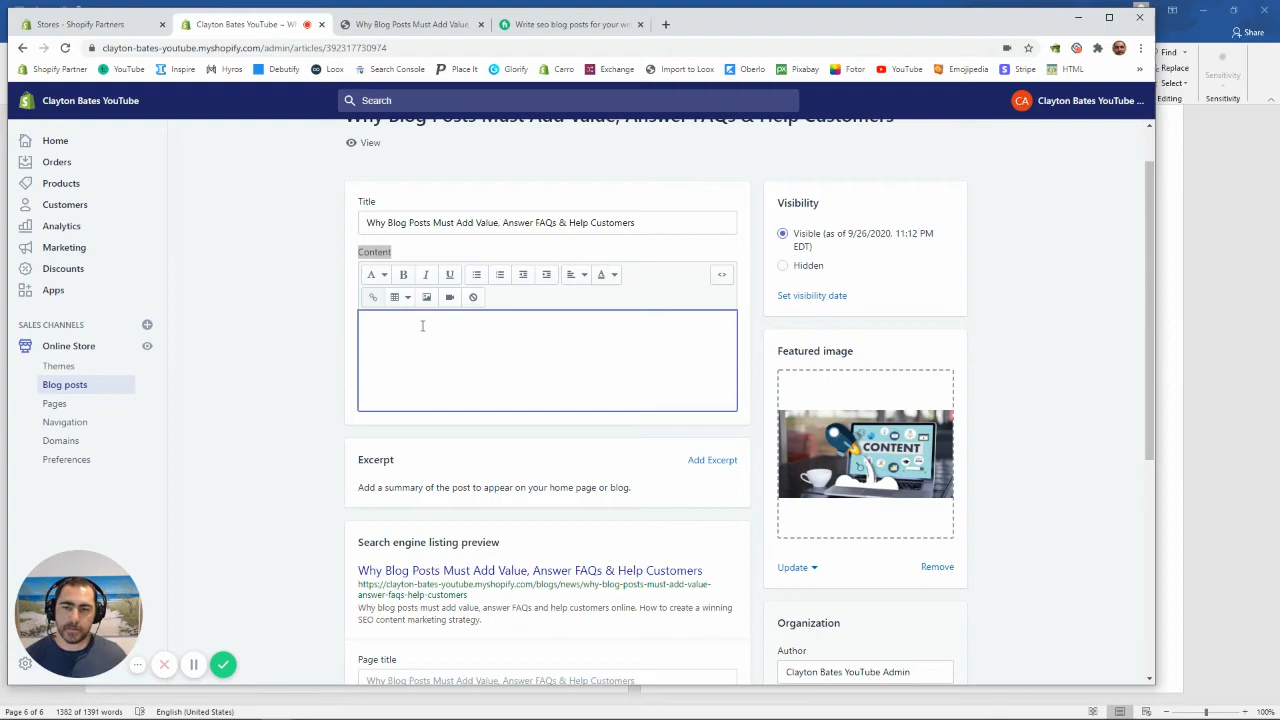 Stores - Shopify Partners
Clayton Bates YouTube ~ Wh
Why Blog Posts Must Add Value,
Write seo blog posts for your we
clayton-bates-youtube.myshopify.com/admin/articles/392317730974
Shopify Partner
YouTube
Inspire
Hyros
Debutify
Loox
Search Console
Place It
Glorify
Carro
Exchange
Import to Loox
Oberlo
Pixabay
Fotor
YouTube
Emojipedia
Stripe
HTML
»
Share
Find
Replace
Select
Editing
Sensitivity
Sensitivity
Clayton Bates YouTube
Search
CA
Clayton Bates YouTube ...
Home
Orders
Products
Customers
Analytics
Marketing
Discounts
Apps
SALES CHANNELS
Online Store
Themes
Blog posts
Pages
Navigation
Domains
Preferences
Why Blog Posts Must Add Value, Answer FAQs & Help Customers
View
Title
Why Blog Posts Must Add Value, Answer FAQs & Help Customers
Content
A
B
I
U
A
<>
Excerpt
Add Excerpt
Add a summary of the post to appear on your home page or blog.
Search engine listing preview
Why Blog Posts Must Add Value, Answer FAQs & Help Customers
https://clayton-bates-youtube.myshopify.com/blogs/news/why-blog-posts-must-add-value-
answer-faqs-help-customers
Why blog posts must add value, answer FAQs and help customers online. How to create a winning
SEO content marketing strategy.
Page title
Why Blog Posts Must Add Value, Answer FAQs & Help Customers
Visibility
Visible (as of 9/26/2020, 11:12 PM
EDT)
Hidden
Set visibility date
Featured image
CONTENT
Update
Remove
Organization
Author
Clayton Bates YouTube Admin
Page 6 of 6
1382 of 1391 words
English (United States)
100%